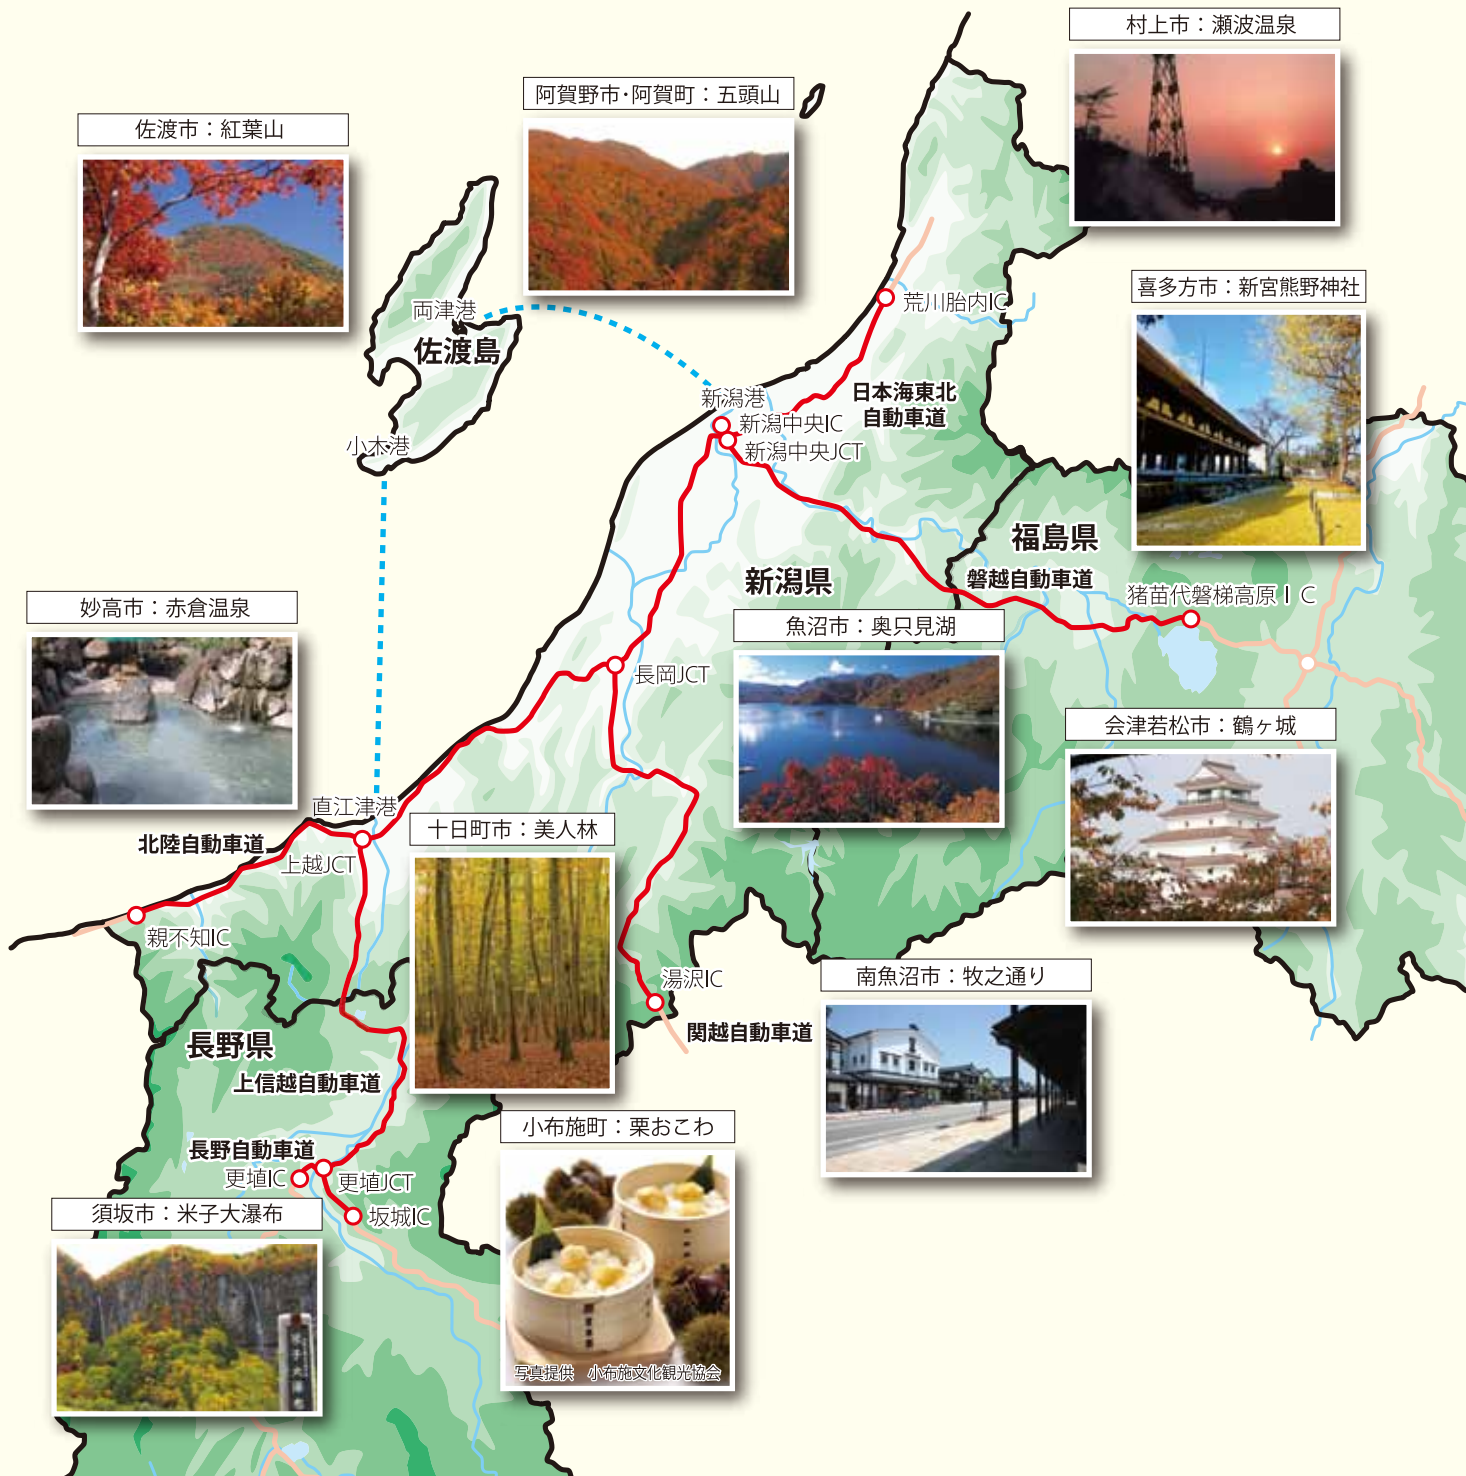 村上市：瀬波温泉
阿賀野市･阿賀町：五頭山
佐渡市：紅葉山
喜多方市：新宮熊野神社
両津港
佐渡島
荒川胎内IC
日本海東北
自動車道
新潟港
新潟中央IC
新潟中央JCT
小木港
福島県
新潟県
磐越自動車道
猪苗代磐梯高原ＩＣ
妙高市：赤倉温泉
魚沼市：奥只見湖
長岡JCT
会津若松市：鶴ヶ城
直江津港
北陸自動車道
上越JCT
十日町市：美人林
親不知IC
湯沢IC
南魚沼市：牧之通り
関越自動車道
長野県
上信越自動車道
小布施町：栗おこわ
長野自動車道
更埴IC
更埴JCT
坂城IC
須坂市：米子大瀑布
米子大瀑布
写真提供　小布施文化観光協会